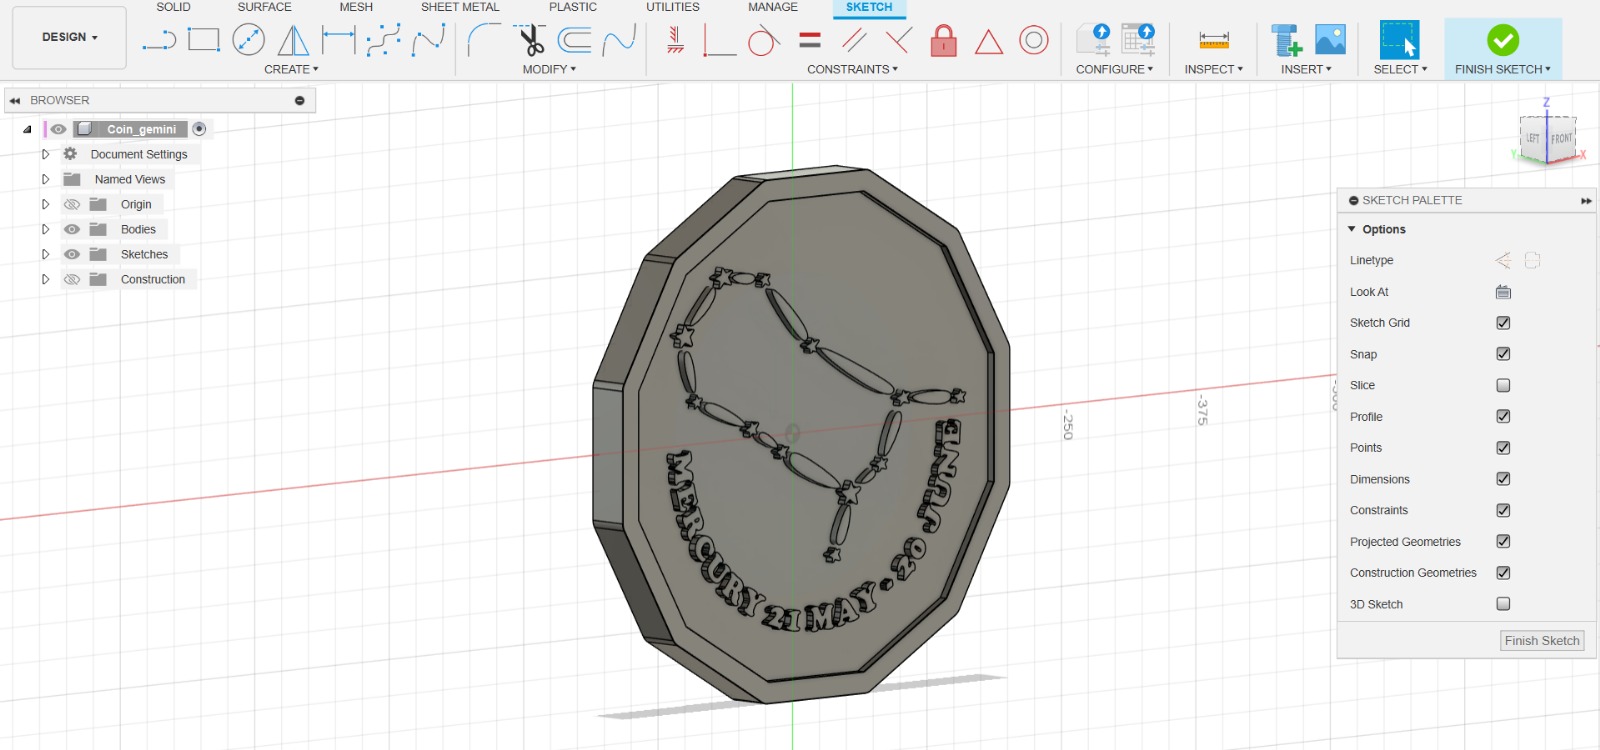 SOLID SURFACE MESH SHEET METAL PLASTIC UTILITIES MANAGE SKETCH
DESIGN
CREATE MODIFY CONSTRAINTS CONFIGURE INSPECT INSERT SELECT FINISH SKETCH
BROWSER
Coin_gemini
Document Settings
Named Views
Origin
Bodies
Sketches
Construction
MERCURY 21 MAY - 20 JUNE
-250
-375
Z
LEFT FRONT
Y X
SKETCH PALETTE
Options
Linetype
Look At
Sketch Grid
Snap
Slice
Profile
Points
Dimensions
Constraints
Projected Geometries
Construction Geometries
3D Sketch
Finish Sketch